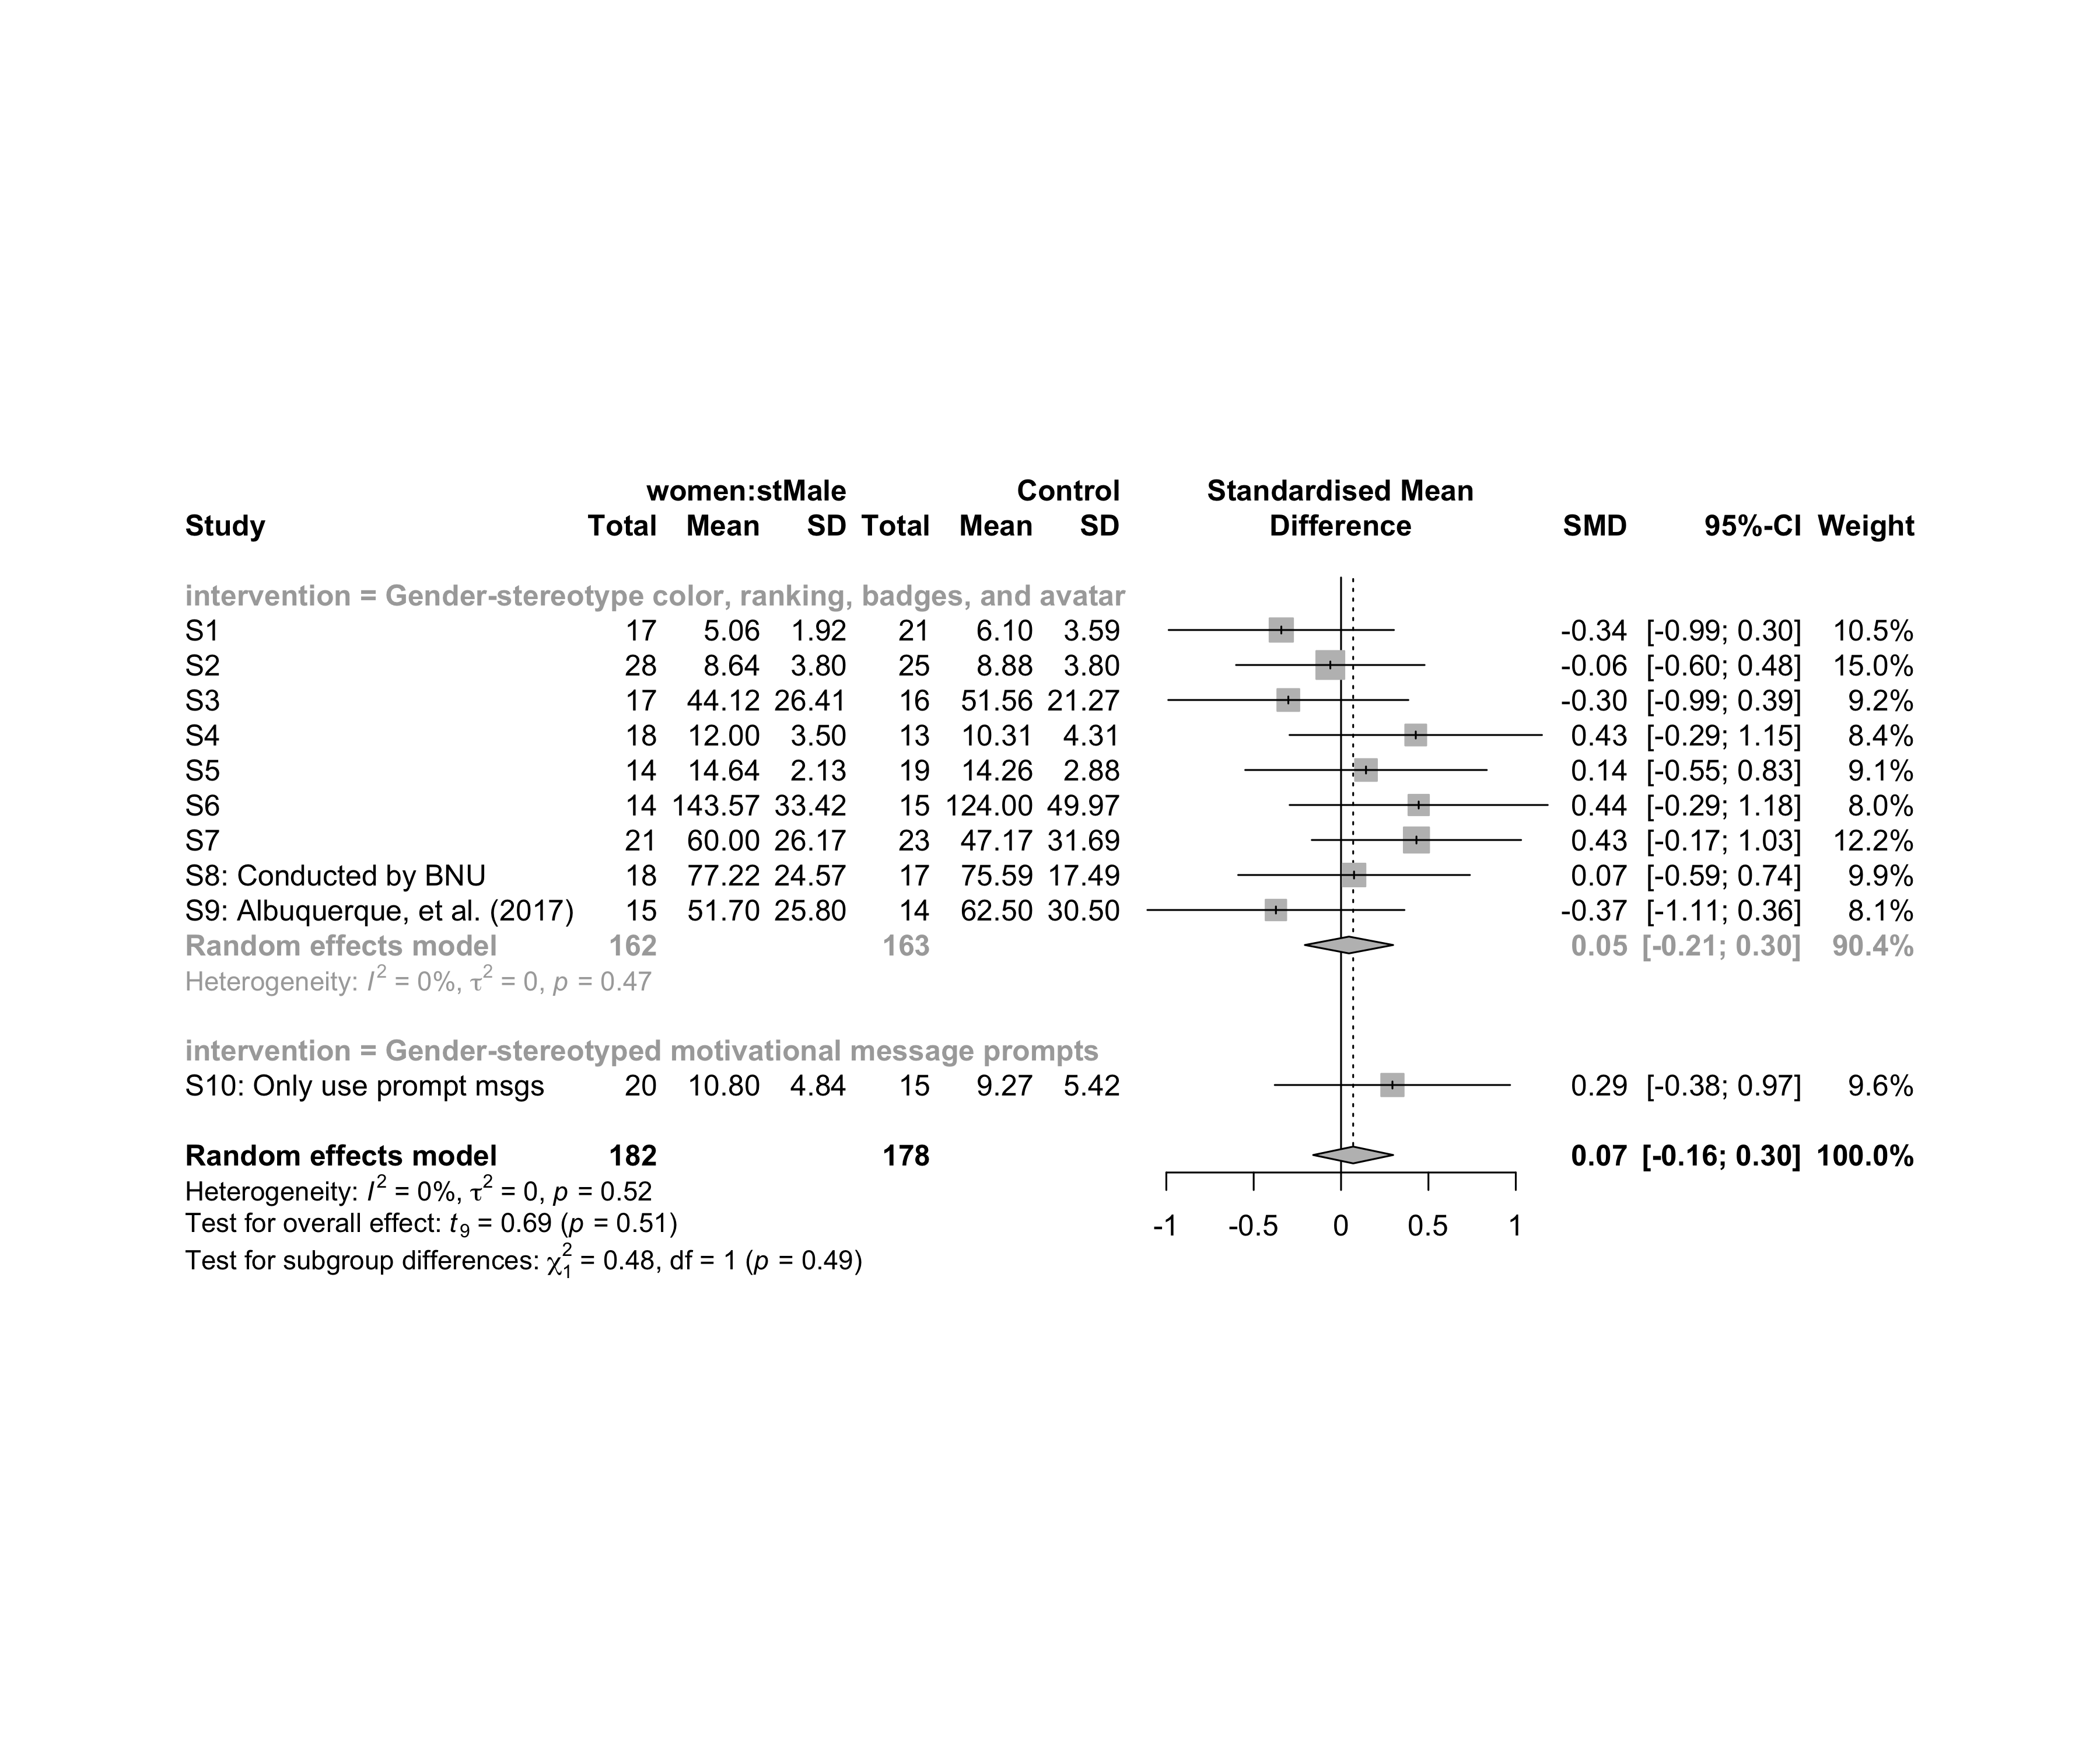 women:stMale Control Standardised Mean
Study Total Mean SD Total Mean SD Difference SMD 95%-CI Weight
intervention = Gender-stereotype color, ranking, badges, and avatar
S1 17 5.06 1.92 21 6.10 3.59 -0.34 [-0.99; 0.30] 10.5%
S2 28 8.64 3.80 25 8.88 3.80 -0.06 [-0.60; 0.48] 15.0%
S3 17 44.12 26.41 16 51.56 21.27 -0.30 [-0.99; 0.39] 9.2%
S4 18 12.00 3.50 13 10.31 4.31 0.43 [-0.29; 1.15] 8.4%
S5 14 14.64 2.13 19 14.26 2.88 0.14 [-0.55; 0.83] 9.1%
S6 14 143.57 33.42 15 124.00 49.97 0.44 [-0.29; 1.18] 8.0%
S7 21 60.00 26.17 23 47.17 31.69 0.43 [-0.17; 1.03] 12.2%
S8: Conducted by BNU 18 77.22 24.57 17 75.59 17.49 0.07 [-0.59; 0.74] 9.9%
S9: Albuquerque, et al. (2017) 15 51.70 25.80 14 62.50 30.50 -0.37 [-1.11; 0.36] 8.1%
Random effects model 162 163 0.05 [-0.21; 0.30] 90.4%
Heterogeneity: I² = 0%, τ² = 0, p = 0.47
intervention = Gender-stereotyped motivational message prompts
S10: Only use prompt msgs 20 10.80 4.84 15 9.27 5.42 0.29 [-0.38; 0.97] 9.6%
Random effects model 182 178 0.07 [-0.16; 0.30] 100.0%
Heterogeneity: I² = 0%, τ² = 0, p = 0.52
Test for overall effect: t₉ = 0.69 (p = 0.51)
-1 -0.5 0 0.5 1
Test for subgroup differences: χ₁² = 0.48, df = 1 (p = 0.49)